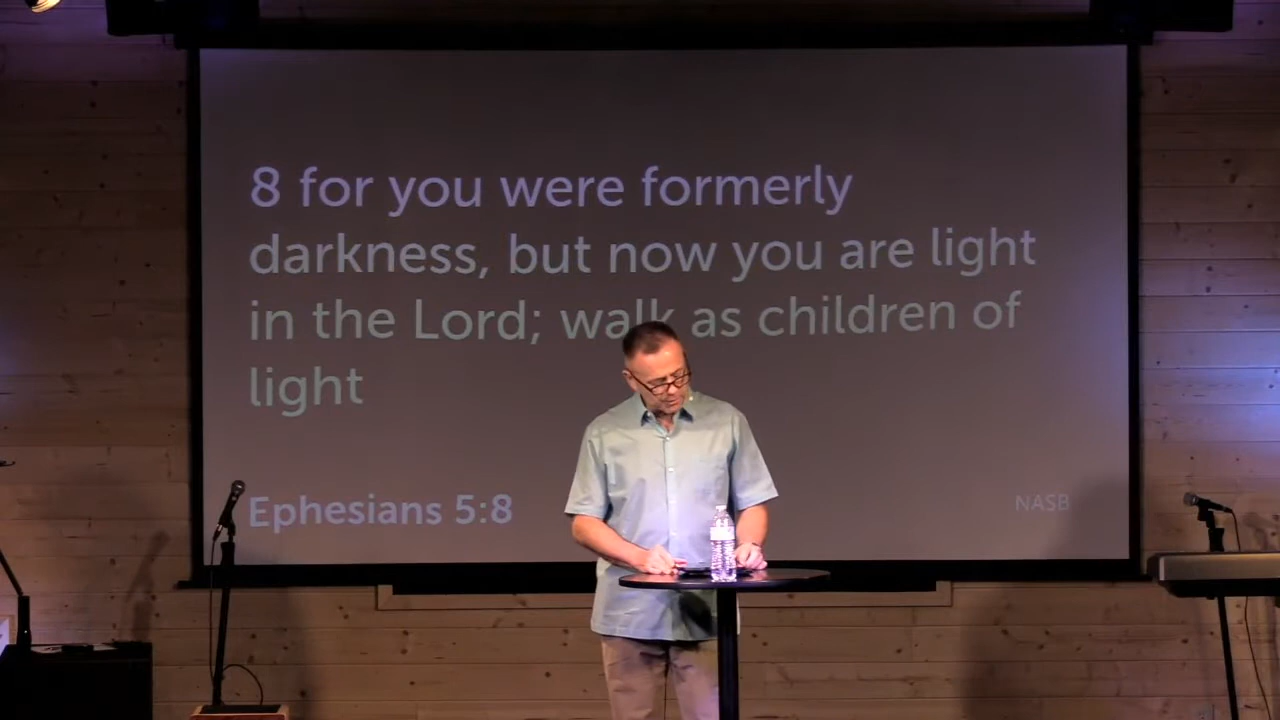 8 for you were formerly
darkness, but now you are light
in the Lord; walk as children of
light
Ephesians 5:8
NASB